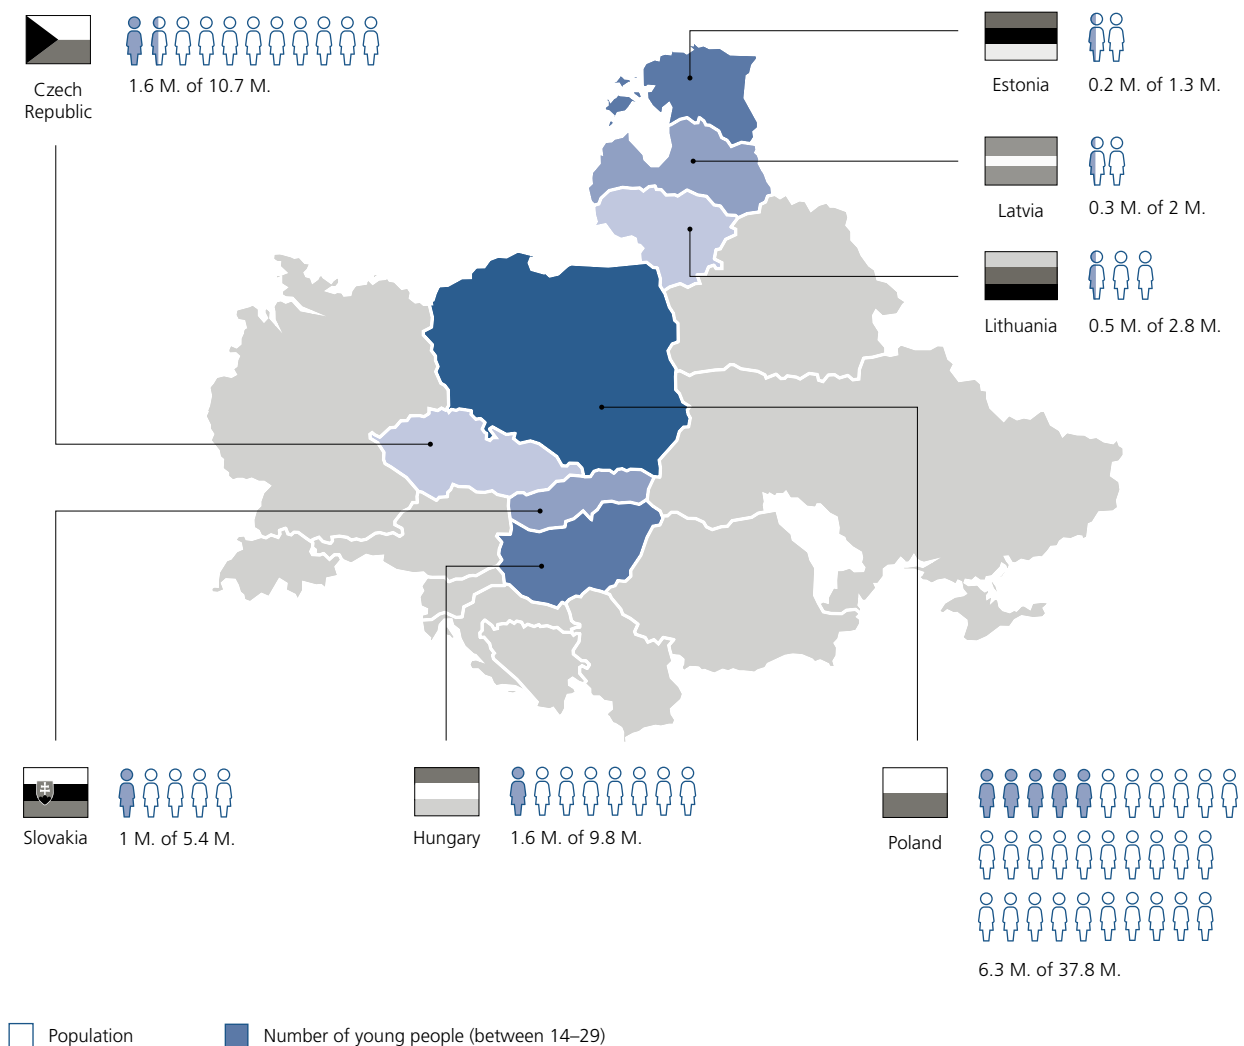 Czech
Republic
1.6 M. of 10.7 M.
Estonia
0.2 M. of 1.3 M.
Latvia
0.3 M. of 2 M.
Lithuania
0.5 M. of 2.8 M.
Slovakia
1 M. of 5.4 M.
Hungary
1.6 M. of 9.8 M.
Poland
6.3 M. of 37.8 M.
Population
Number of young people (between 14–29)